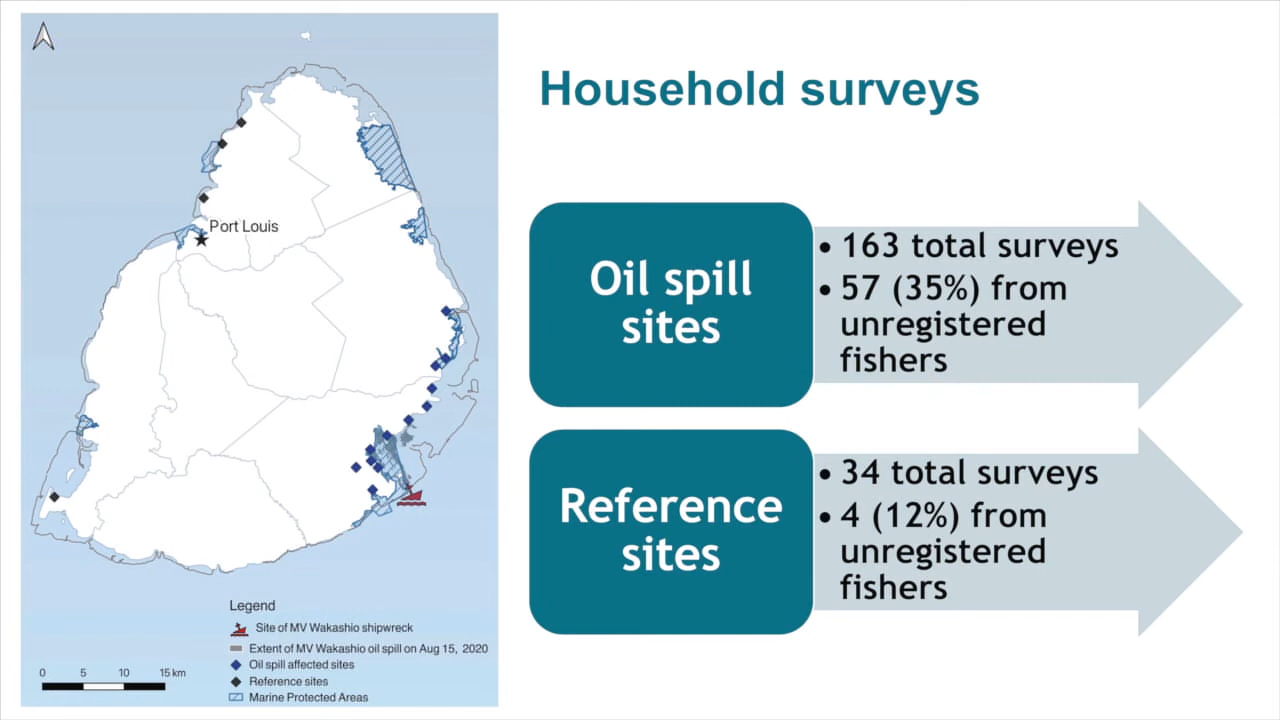 Household surveys
Port Louis
Oil spill
sites
• 163 total surveys
• 57 (35%) from
unregistered
fishers
Reference
sites
• 34 total surveys
• 4 (12%) from
unregistered
fishers
Legend
Site of MV Wakashio shipwreck
Extent of MV Wakashio oil spill on Aug 15, 2020
Oil spill affected sites
Reference sites
Marine Protected Areas
0 5 10 15 km